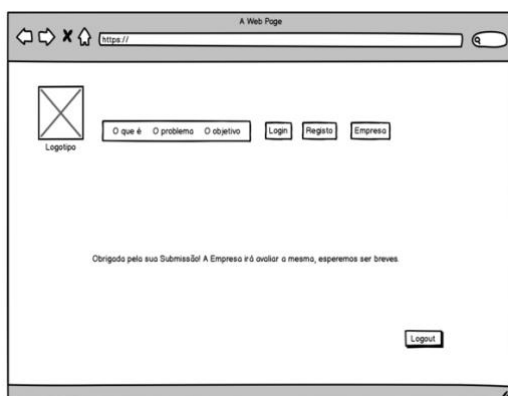 A Web Page
https://
O que é O problema O objetivo Login Registo Empresa
Logotipo
Obrigada pela sua Submissão! A Empresa irá avaliar a mesma, esperemos ser breves.
Logout